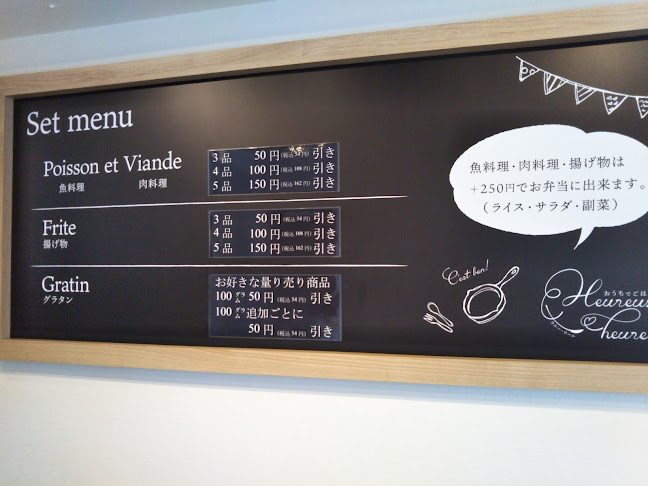 Set menu
Poisson et Viande
魚料理 肉料理
3品 50円(税込54円)引き
4品 100円(税込108円)引き
5品 150円(税込162円)引き
Frite
揚げ物
3品 50円(税込54円)引き
4品 100円(税込108円)引き
5品 150円(税込162円)引き
Gratin
グラタン
お好きな量り売り商品
100グラム 50円(税込54円)引き
100グラム追加ごとに
50円(税込54円)引き
魚料理・肉料理・揚げ物は
+250円でお弁当に出来ます。
(ライス・サラダ・副菜)
C'est bon!
おうちでごは
Heureu
heure